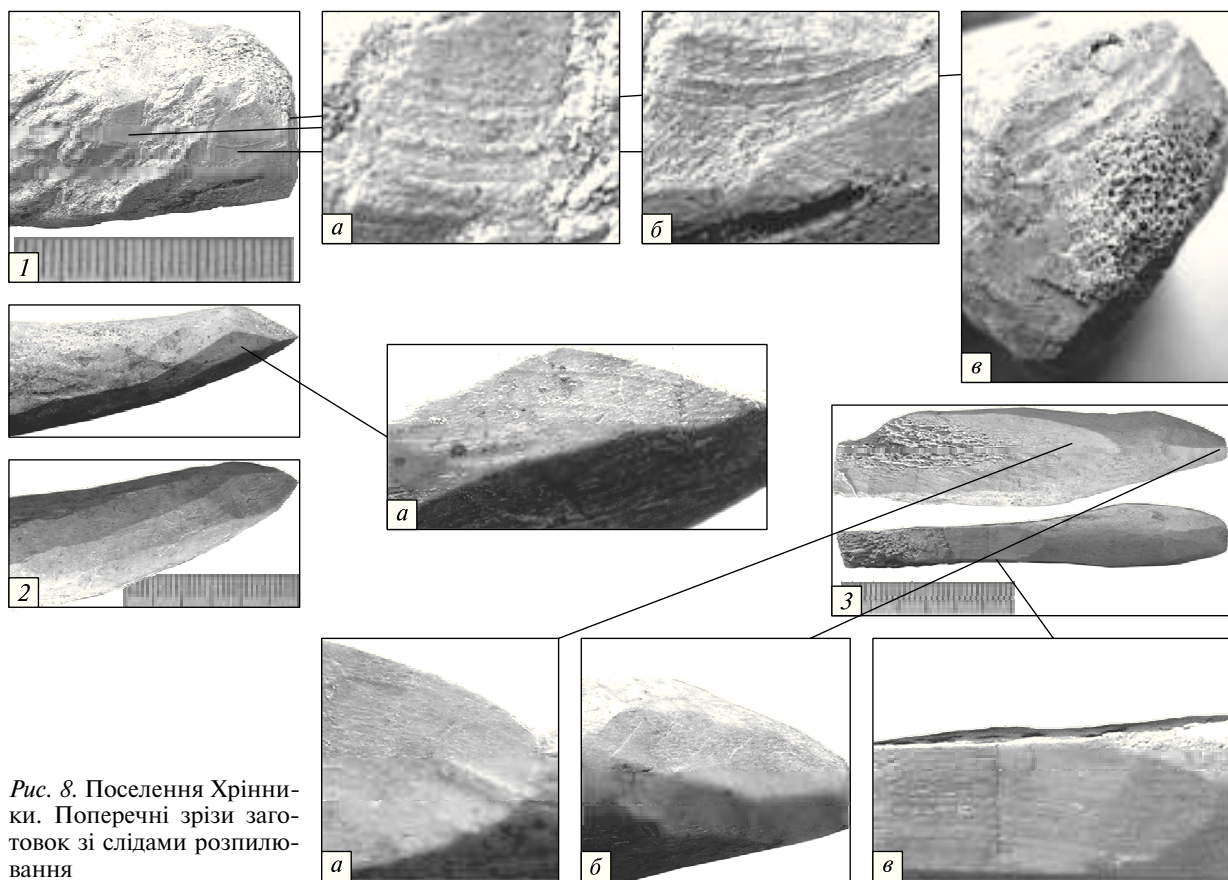 1
а
б
в
2
а
3
а
б
в
Рис. 8. Поселення Хрінни-
ки. Поперечні зрізи заго-
товок зі слідами розпилю-
вання